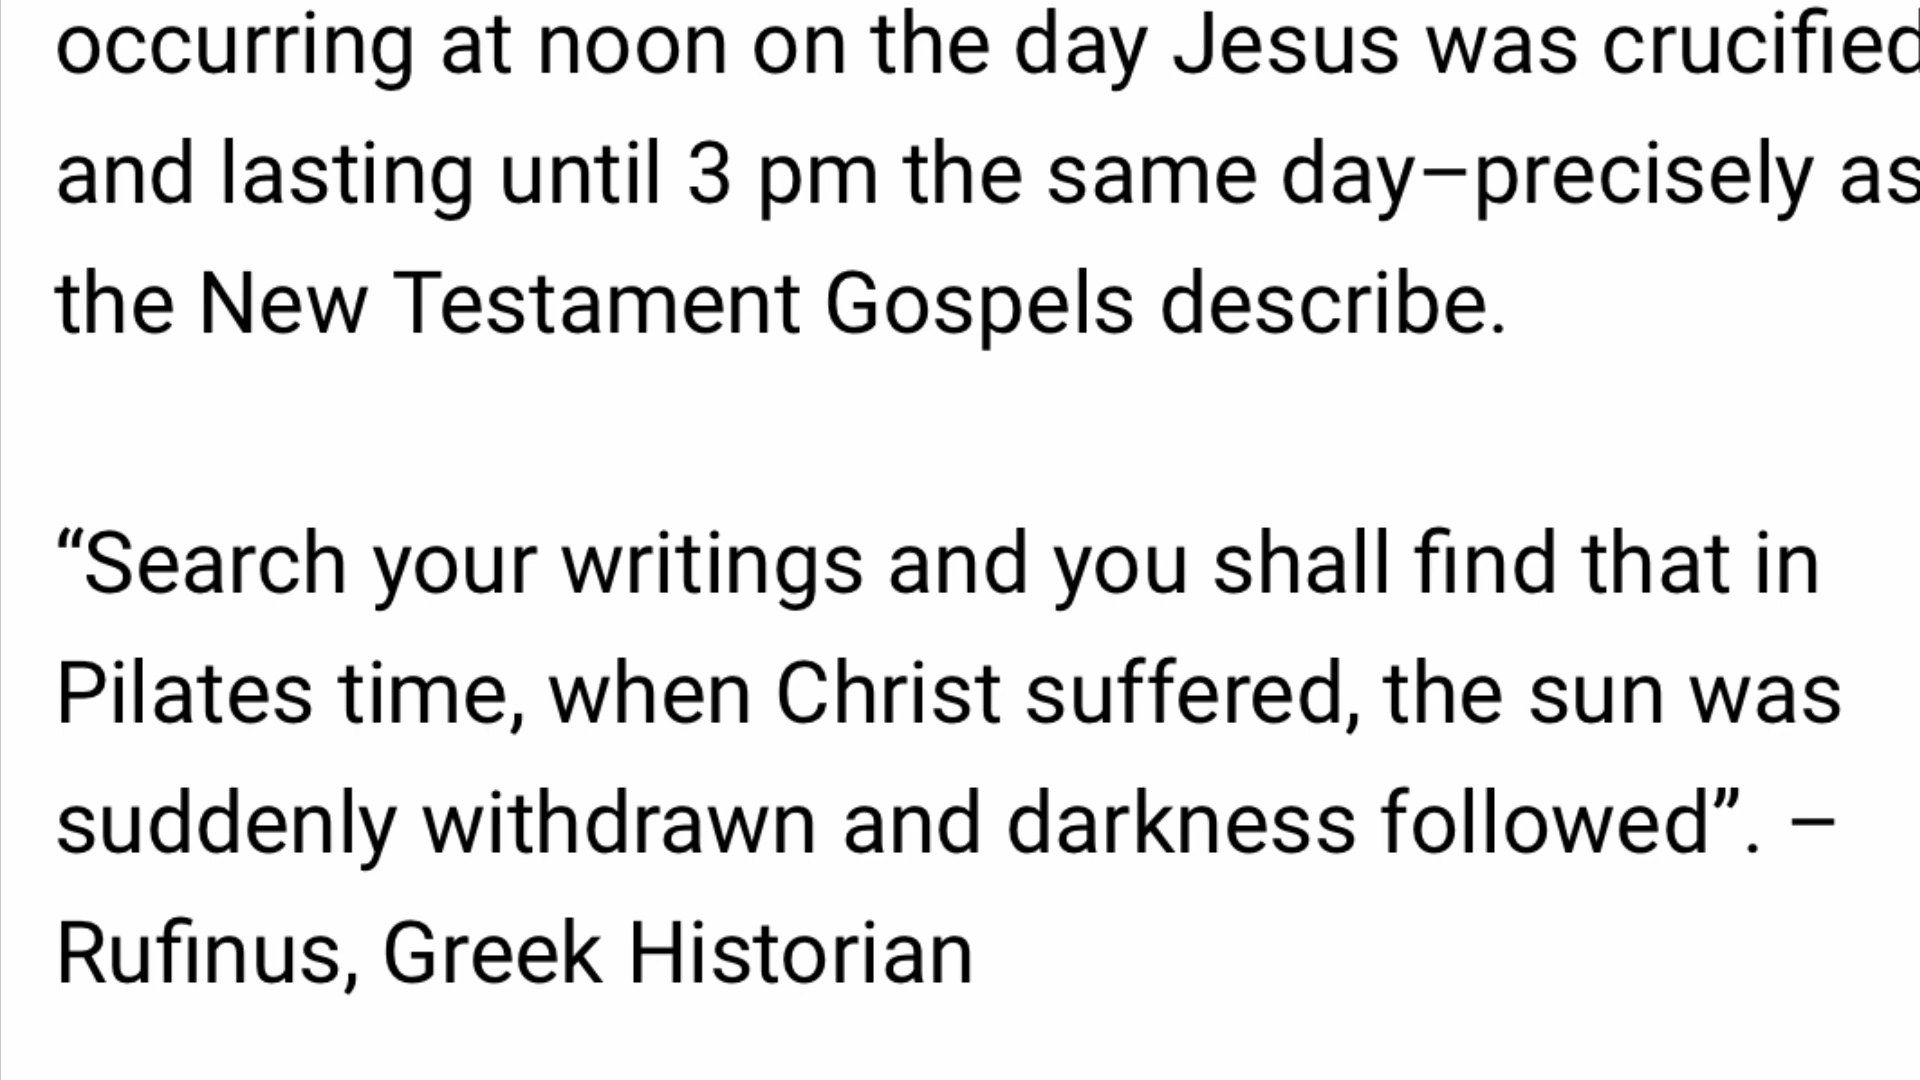 occurring at noon on the day Jesus was crucified
and lasting until 3 pm the same day–precisely as
the New Testament Gospels describe.
“Search your writings and you shall find that in
Pilates time, when Christ suffered, the sun was
suddenly withdrawn and darkness followed”. –
Rufinus, Greek Historian